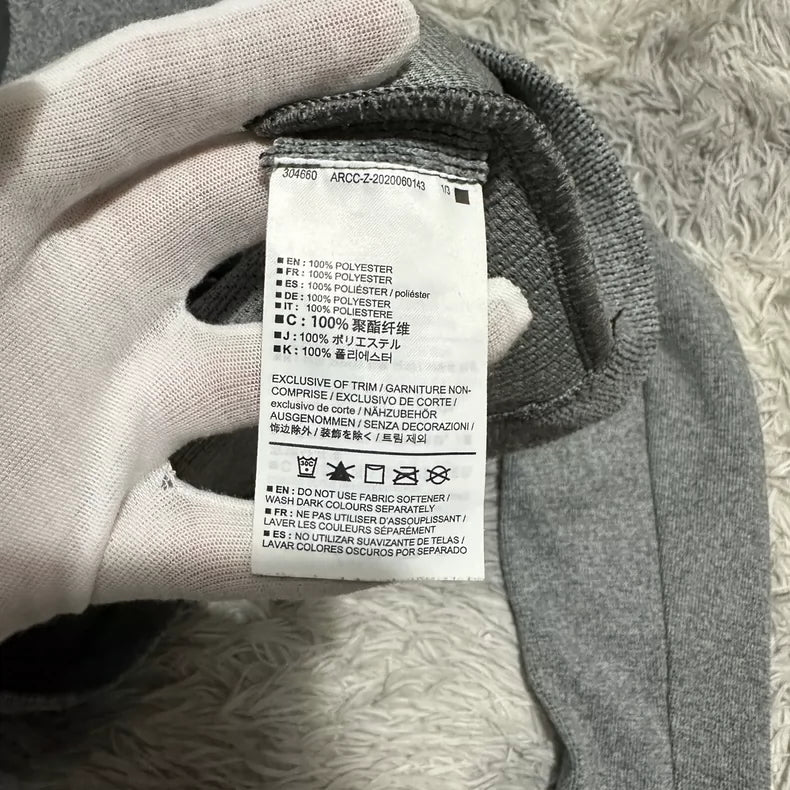 304660 ARCC-Z-2020060143 1/3
■ EN : 100% POLYESTER
■ FR : 100% POLYESTER
■ ES : 100% POLIÉSTER / poliéster
■ DE : 100% POLYESTER
■ IT : 100% POLIESTERE
■ C : 100% 聚酯纤维
■ J : 100% ポリエステル
■ K : 100% 폴리에스터
EXCLUSIVE OF TRIM / GARNITURE NON-
COMPRISE / EXCLUSIVO DE CORTE /
exclusivo de corte / NÄHZUBEHÖR
AUSGENOMMEN / SENZA DECORAZIONI /
饰边除外 / 装飾を除く / 트림 제외
30C
■ EN : DO NOT USE FABRIC SOFTENER /
WASH DARK COLOURS SEPARATELY
■ FR : NE PAS UTILISER D'ASSOUPLISSANT /
LAVER LES COULEURS SÉPARÉMENT
■ ES : NO UTILIZAR SUAVIZANTE DE TELAS /
LAVAR COLORES OSCUROS POR SEPARADO